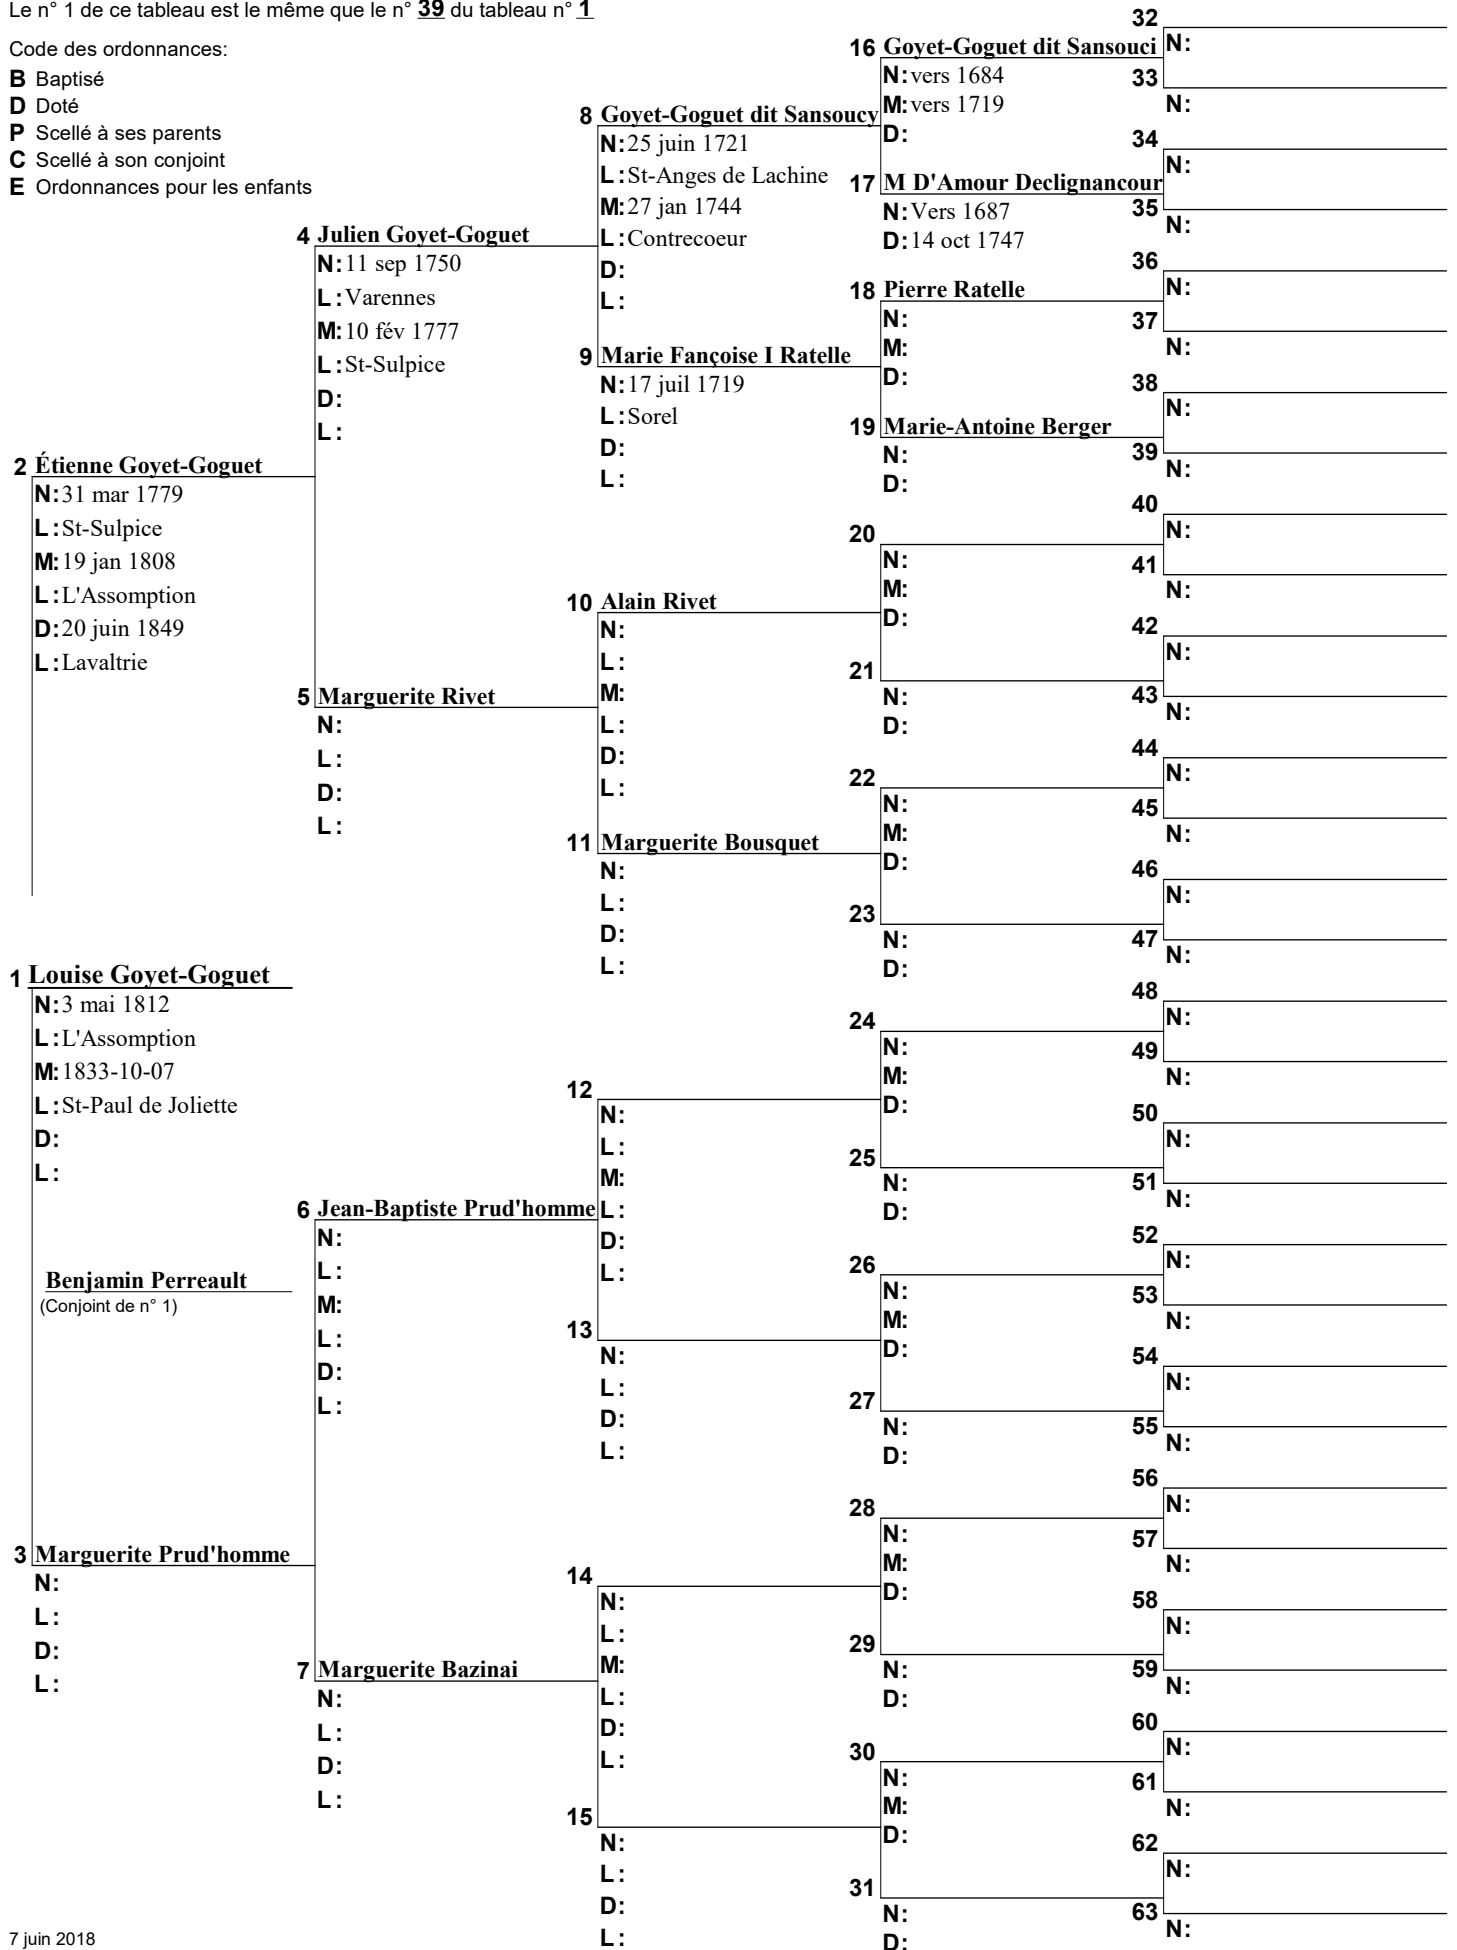 Le n° 1 de ce tableau est le même que le n° 39 du tableau n° 1
Code des ordonnances:
B Baptisé
D Doté
P Scellé à ses parents
C Scellé à son conjoint
E Ordonnances pour les enfants
2 Étienne Goyet-Goguet
N: 31 mar 1779
L: St-Sulpice
M: 19 jan 1808
L: L'Assomption
D: 20 juin 1849
L: Lavaltrie
1 Louise Goyet-Goguet
N: 3 mai 1812
L: L'Assomption
M: 1833-10-07
L: St-Paul de Joliette
D:
L:
Benjamin Perreault
(Conjoint de n° 1)
3 Marguerite Prud'homme
N:
L:
D:
L:
4 Julien Goyet-Goguet
N: 11 sep 1750
L: Varennes
M: 10 fév 1777
L: St-Sulpice
D:
L:
5 Marguerite Rivet
N:
L:
D:
L:
6 Jean-Baptiste Prud'homme
N:
L:
M:
L:
D:
L:
7 Marguerite Bazinai
N:
L:
D:
L:
8 Goyet-Goguet dit Sansoucy
N: 25 juin 1721
L: St-Anges de Lachine
M: 27 jan 1744
L: Contrecoeur
D:
L:
9 Marie Fançoise I Ratelle
N: 17 juil 1719
L: Sorel
D:
L:
10 Alain Rivet
N:
L:
M:
L:
D:
L:
11 Marguerite Bousquet
N:
L:
D:
L:
12
N:
L:
M:
L:
D:
L:
13
N:
L:
D:
L:
14
N:
L:
M:
L:
D:
L:
15
N:
L:
D:
L:
16 Goyet-Goguet dit Sansouci
N: vers 1684
M: vers 1719
D:
17 M D'Amour Declignancour
N: Vers 1687
D: 14 oct 1747
18 Pierre Ratelle
N:
M:
D:
19 Marie-Antoine Berger
N:
D:
20
N:
M:
D:
21
N:
D:
22
N:
M:
D:
23
N:
D:
24
N:
M:
D:
25
N:
D:
26
N:
M:
D:
27
N:
D:
28
N:
M:
D:
29
N:
D:
30
N:
M:
D:
31
N:
D:
32
N:
33
N:
34
N:
35
N:
36
N:
37
N:
38
N:
39
N:
40
N:
41
N:
42
N:
43
N:
44
N:
45
N:
46
N:
47
N:
48
N:
49
N:
50
N:
51
N:
52
N:
53
N:
54
N:
55
N:
56
N:
57
N:
58
N:
59
N:
60
N:
61
N:
62
N:
63
N:
7 juin 2018